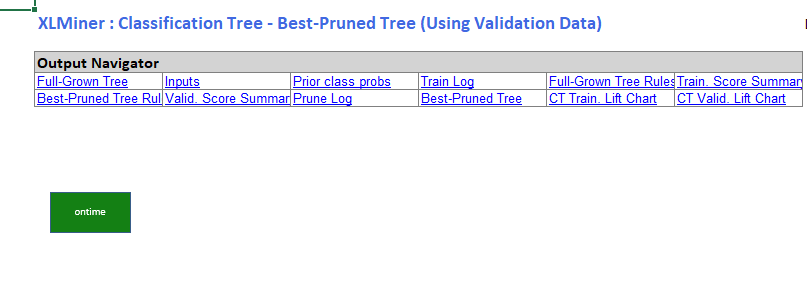 XLMiner : Classification Tree - Best-Pruned Tree (Using Validation Data)
Output Navigator
Full-Grown Tree Inputs Prior class probs Train Log Full-Grown Tree Rules Train. Score Summary
Best-Pruned Tree Rul Valid. Score Summar Prune Log Best-Pruned Tree CT Train. Lift Chart CT Valid. Lift Chart
ontime